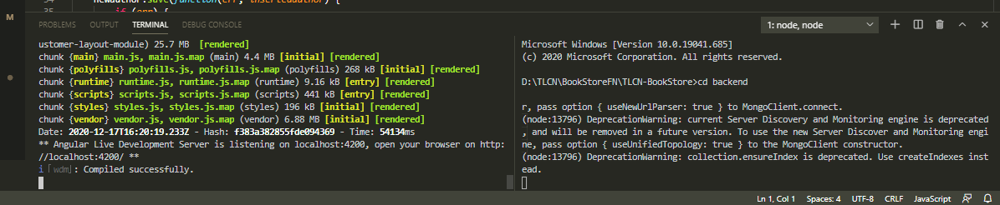 34 newauthor.save(function(err, insertedauthor) {
35 if (err) {
M
PROBLEMS OUTPUT TERMINAL DEBUG CONSOLE
1: node, node
ustomer-layout-module) 25.7 MB [rendered]
chunk {main} main.js, main.js.map (main) 4.4 MB [initial] [rendered]
chunk {polyfills} polyfills.js, polyfills.js.map (polyfills) 268 kB [initial] [rendered]
chunk {runtime} runtime.js, runtime.js.map (runtime) 9.16 kB [entry] [rendered]
chunk {scripts} scripts.js, scripts.js.map (scripts) 441 kB [entry] [rendered]
chunk {styles} styles.js, styles.js.map (styles) 196 kB [initial] [rendered]
chunk {vendor} vendor.js, vendor.js.map (vendor) 6.88 MB [initial] [rendered]
Date: 2020-12-17T16:20:19.233Z - Hash: f383a382855fde094369 - Time: 54134ms
** Angular Live Development Server is listening on localhost:4200, open your browser on http:
//localhost:4200/ **
i ｢wdm｣: Compiled successfully.
Microsoft Windows [Version 10.0.19041.685]
(c) 2020 Microsoft Corporation. All rights reserved.
D:\TLCN\BookStoreFN\TLCN-BookStore>cd backend
r, pass option { useNewUrlParser: true } to MongoClient.connect.
(node:13796) DeprecationWarning: current Server Discovery and Monitoring engine is deprecated
, and will be removed in a future version. To use the new Server Discover and Monitoring engi
ne, pass option { useUnifiedTopology: true } to the MongoClient constructor.
(node:13796) DeprecationWarning: collection.ensureIndex is deprecated. Use createIndexes inst
ead.
Ln 1, Col 1 Spaces: 4 UTF-8 CRLF JavaScript